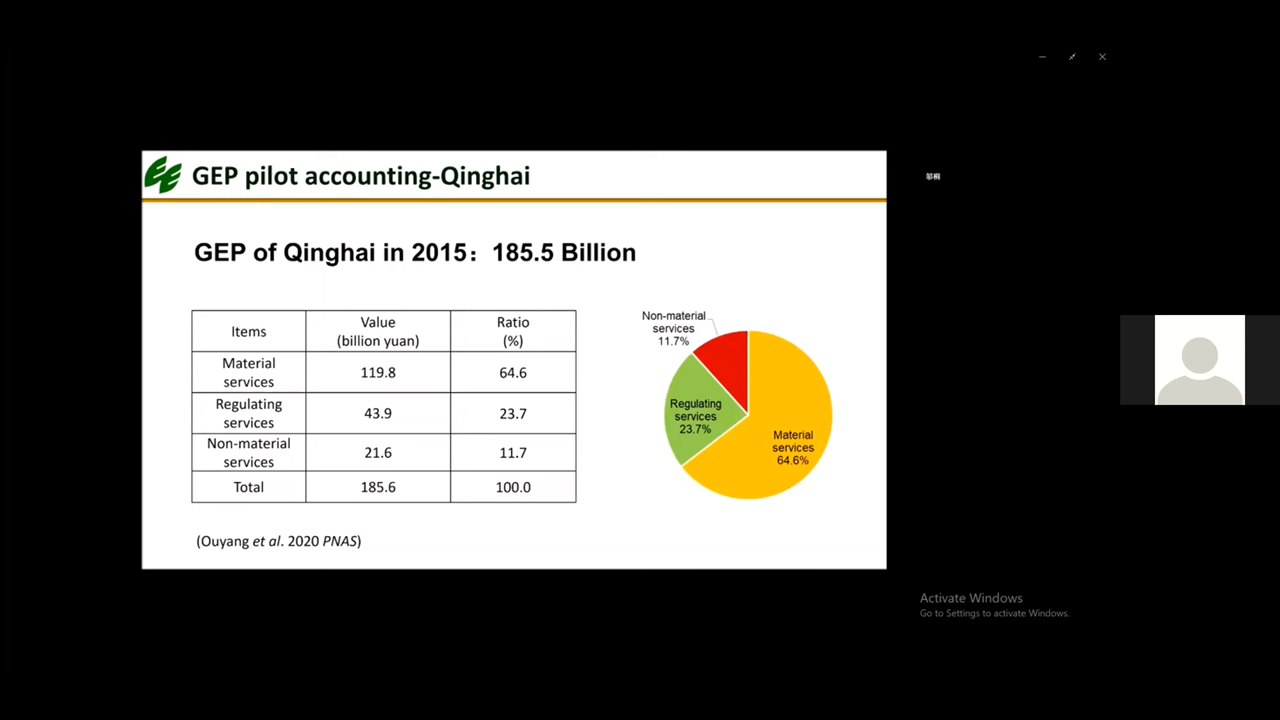 GEP pilot accounting-Qinghai
GEP of Qinghai in 2015：185.5 Billion
Items
Value
(billion yuan)
Ratio
(%)
Material
services
119.8
64.6
Regulating
services
43.9
23.7
Non-material
services
21.6
11.7
Total
185.6
100.0
(Ouyang et al. 2020 PNAS)
Non-material
services
11.7%
Regulating
services
23.7%
Material
services
64.6%
邹桐
Activate Windows
Go to Settings to activate Windows.